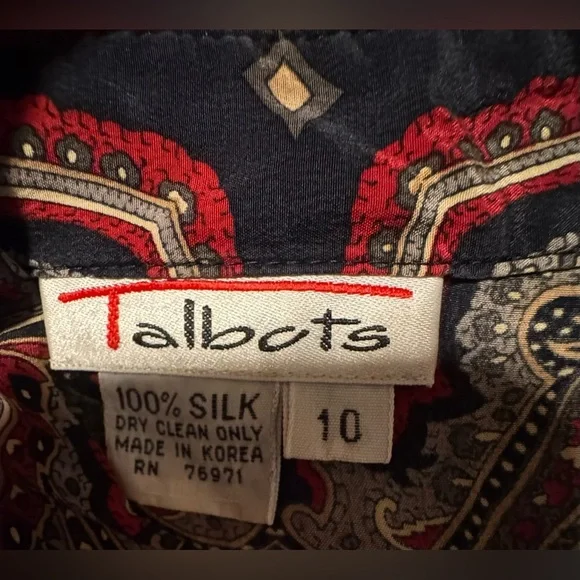 Talbots
100% SILK
DRY CLEAN ONLY
MADE IN KOREA
RN 76971
10